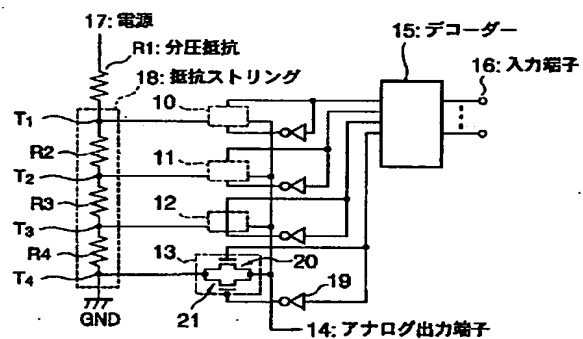 17: 電源
R1: 分圧抵抗
18: 抵抗ストリング
15: デコーダー
16: 入力端子
10
T1
R2
11
T2
R3
12
T3
R4
13
20
T4
19
21
GND
14: アナログ出力端子